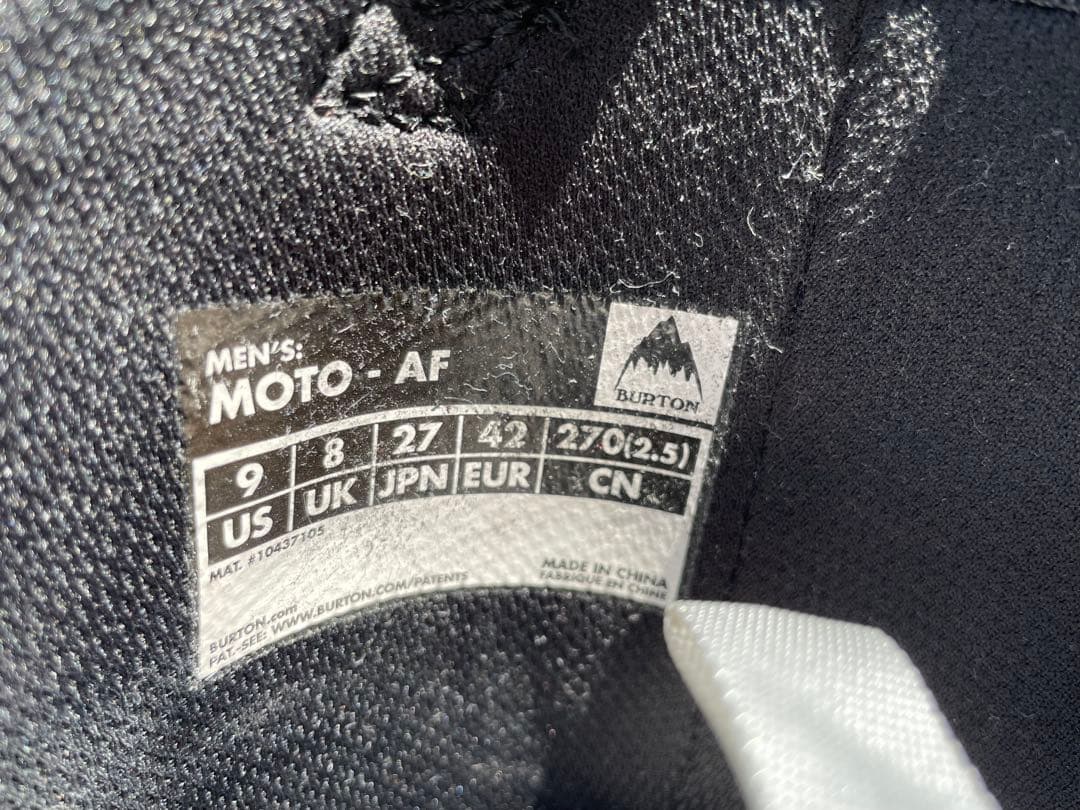 MEN'S:
MOTO - AF
BURTON
9 8 27 42 270(2.5)
US UK JPN EUR CN
MAT. #10437105
MADE IN CHINA
FABRIQUE EN CHINE
BURTON.com
PAT.-SEE: WWW.BURTON.COM/PATENTS